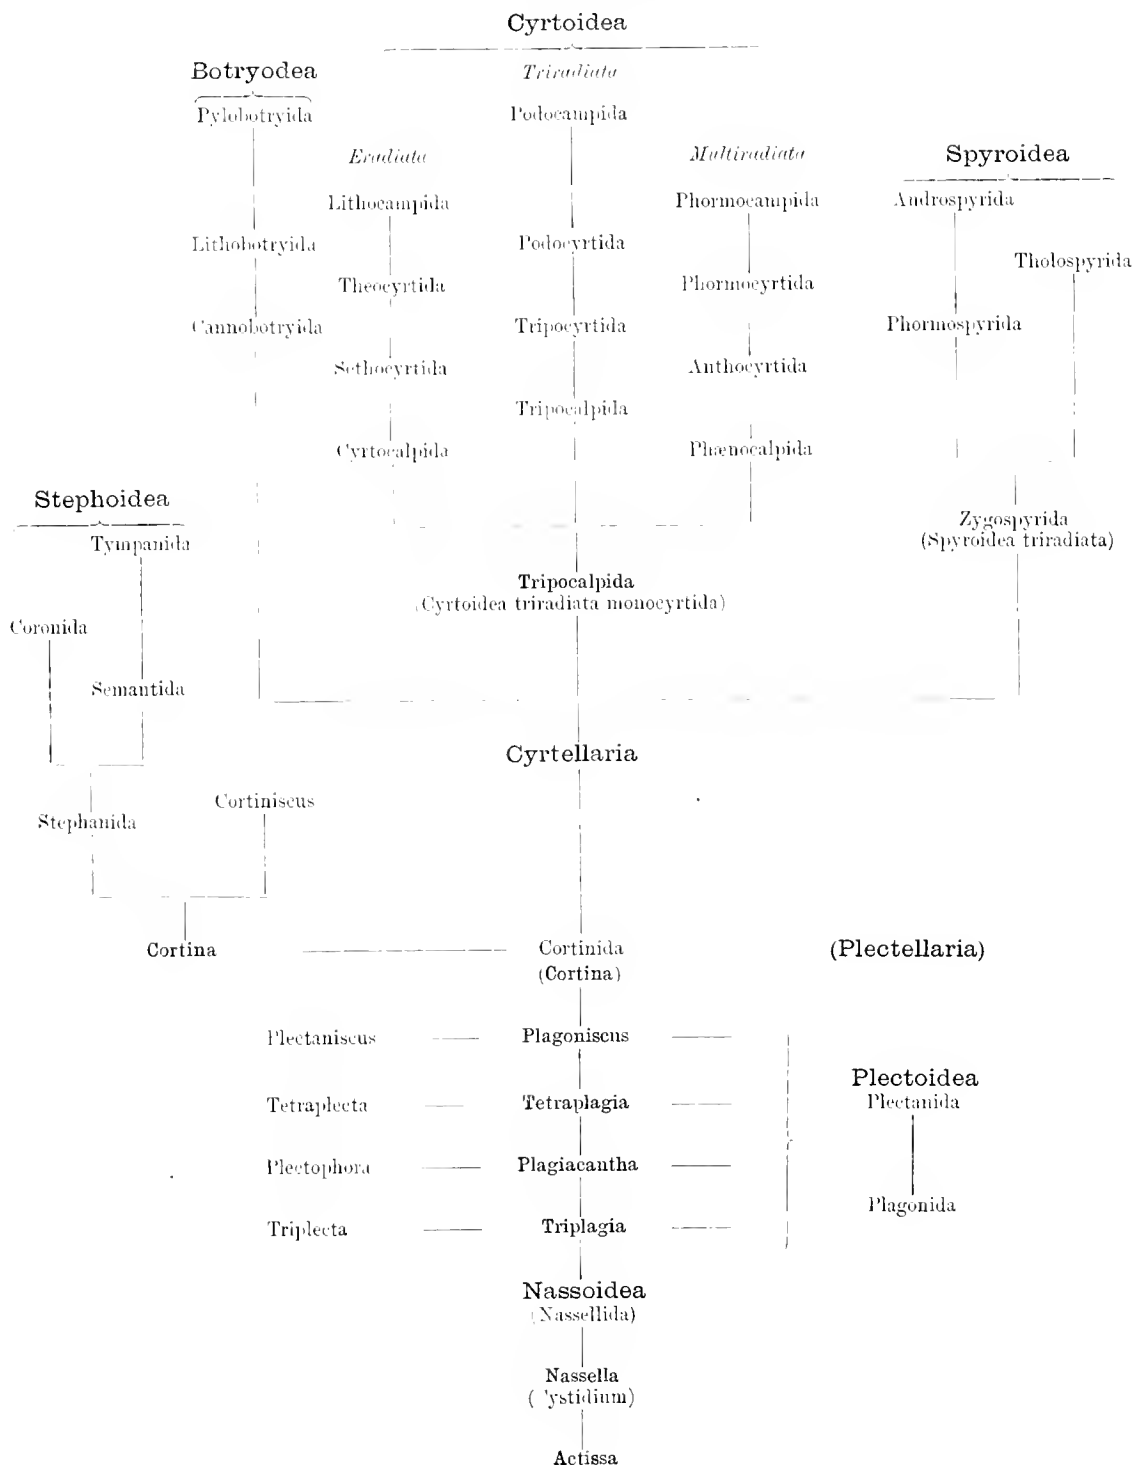 Cyrtoidea
Botryodea
Triradiata
Pylobotryida
Podocampida
Eradiata
Multiradiata
Spyroidea
Lithocampida
Phormocampida
Androspyrida
Lithobotryida
Podocyrtida
Tholospyrida
Theocyrtida
Phormocyrtida
Cannobotryida
Tripocyrtida
Phormospyrida
Sethocyrtida
Anthocyrtida
Tripocalpida
Cyrtocalpida
Phænocalpida
Stephoidea
Zygospyrida
(Spyroidea triradiata)
Tympanida
Tripocalpida
(Cyrtoidea triradiata monocyrtida)
Coronida
Semantida
Cyrtellaria
Cortiniscus
Stephanida
Cortina
Cortinida
(Cortina)
(Plectellaria)
Plectaniscus
Plagoniscus
Plectoidea
Tetraplecta
Tetraplagia
Plectanida
Plectophora
Plagiacantha
Plagonida
Triplecta
Triplagia
Nassoidea
(Nassellida)
Nassella
( ystidium)
Actissa